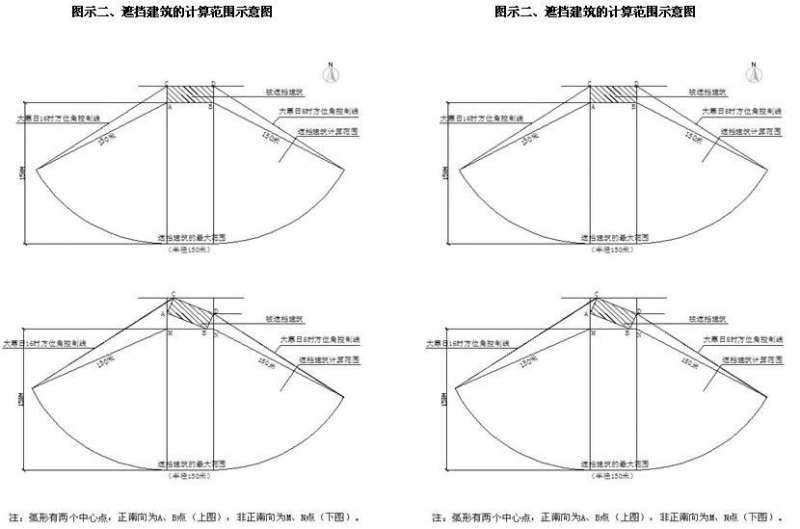 图示二、遮挡建筑的计算范围示意图
N
C
D
被遮挡建筑
大寒日8时方位角控制线
大寒日16时方位角控制线
A
B
150米
150米
遮挡建筑计算范围
150M
遮挡建筑的最大范围
（半径150米）
C
A
D
被遮挡建筑
M
B
N
大寒日8时方位角控制线
大寒日16时方位角控制线
150米
150米
遮挡建筑计算范围
150M
遮挡建筑的最大范围
（半径150米）
注：弧形有两个中心点，正南向为A、B点（上图），非正南向为M、N点（下图）。
图示二、遮挡建筑的计算范围示意图
N
C
D
被遮挡建筑
大寒日8时方位角控制线
大寒日16时方位角控制线
A
B
150米
150米
遮挡建筑计算范围
150M
遮挡建筑的最大范围
（半径150米）
C
A
D
被遮挡建筑
M
B
N
大寒日8时方位角控制线
大寒日16时方位角控制线
150米
150米
遮挡建筑计算范围
150M
遮挡建筑的最大范围
（半径150米）
注：弧形有两个中心点，正南向为A、B点（上图），非正南向为M、N点（下图）。